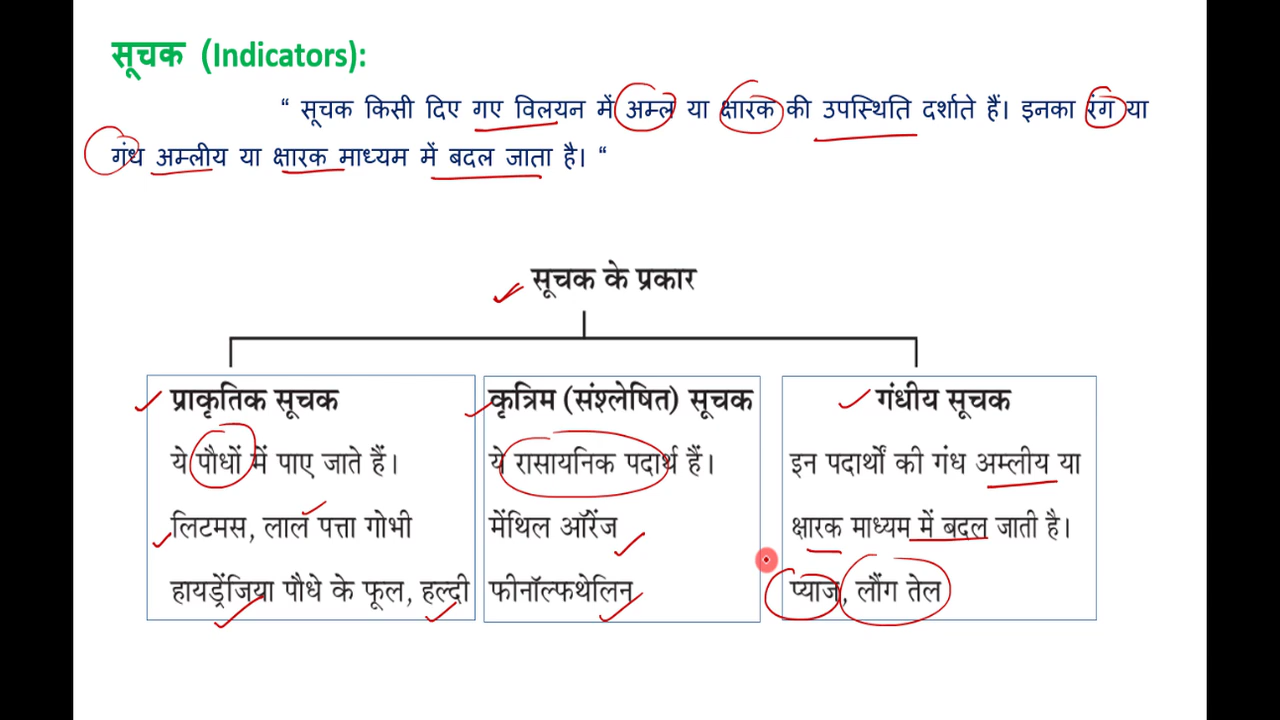 सूचक (Indicators):
“ सूचक किसी दिए गए विलयन में अम्ल या क्षारक की उपस्थिति दर्शाते हैं। इनका रंग या
गंध अम्लीय या क्षारक माध्यम में बदल जाता है। “
सूचक के प्रकार
प्राकृतिक सूचक
ये पौधों में पाए जाते हैं।
लिटमस, लाल पत्ता गोभी
हायड्रेंजिया पौधे के फूल, हल्दी
कृत्रिम (संश्लेषित) सूचक
ये रासायनिक पदार्थ हैं।
मेंथिल ऑरेंज
फीनॉल्फथेलिन
गंधीय सूचक
इन पदार्थों की गंध अम्लीय या
क्षारक माध्यम में बदल जाती है।
प्याज, लौंग तेल